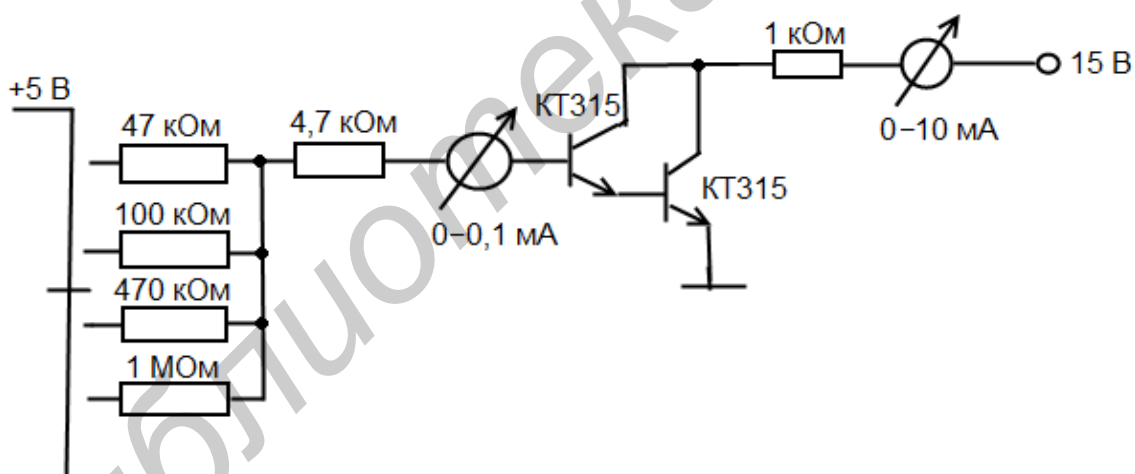 +5 В
47 кОм
4,7 кОм
100 кОм
470 кОм
1 МОм
0–0,1 мА
КТ315
КТ315
1 кОм
0–10 мА
15 В
блиотека